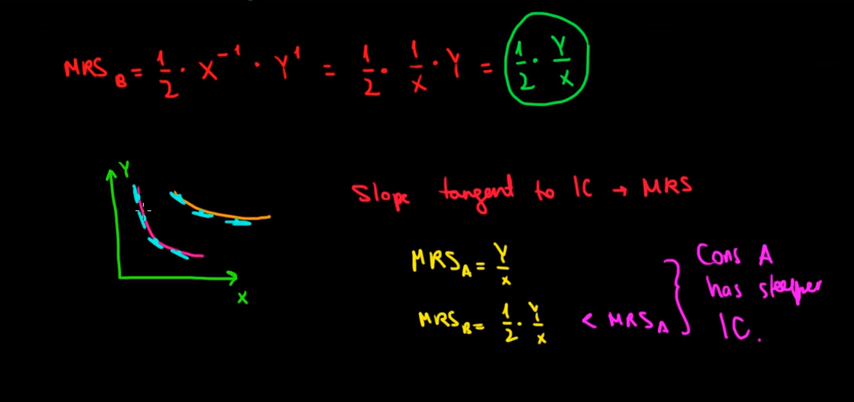 MRS_B = 1/2 · X^-1 · Y^1 = 1/2 · 1/X · Y = 1/2 · Y/X
Y
X
Slope tangent to IC → MRS
MRS_A = Y/X
MRS_B = 1/2 · Y/X < MRS_A
Cons A
has steeper
IC.